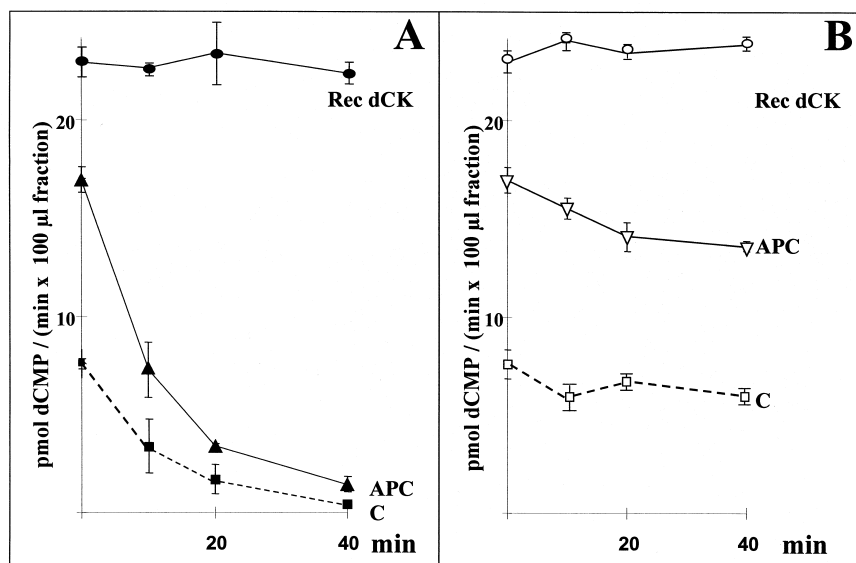 A
Rec dCK
20
10
pmol dCMP / (min x 100 µl fraction)
APC
C
20 40 min
B
Rec dCK
20
APC
10
pmol dCMP / (min x 100 µl fraction)
C
20 40 min